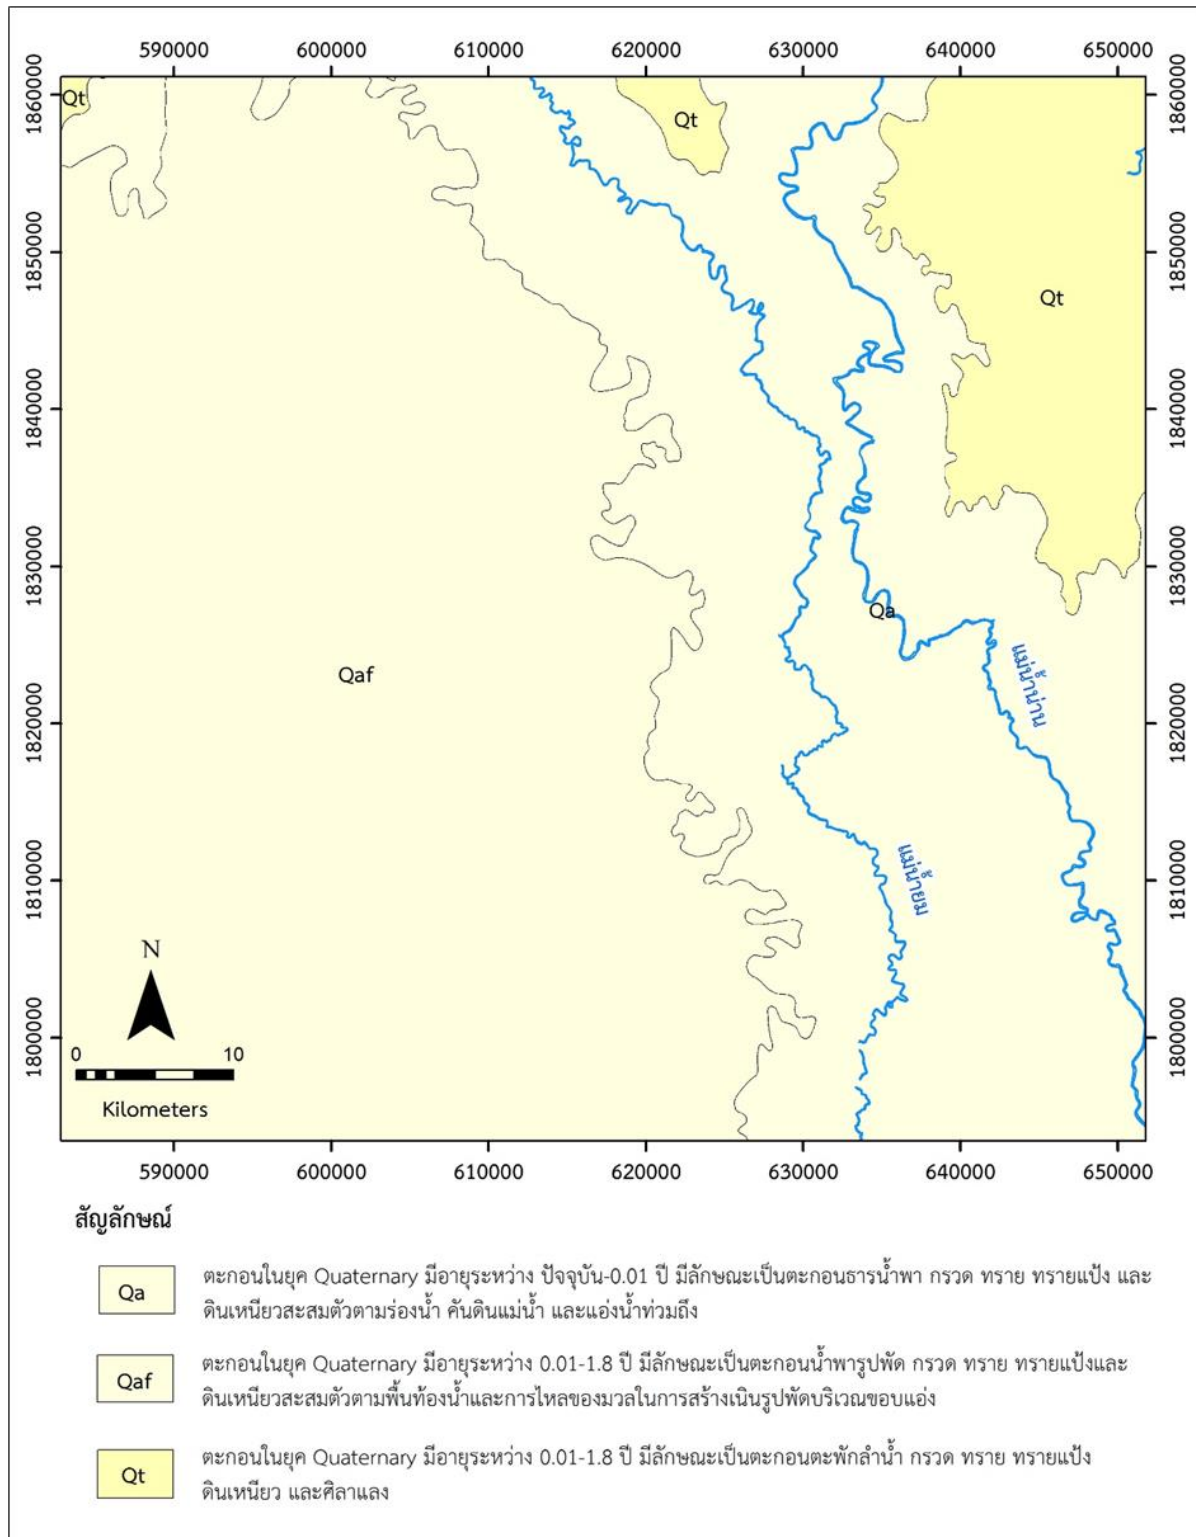 590000 600000 610000 620000 630000 640000 650000
1860000 1860000
Qt
Qt
1850000 1850000
Qt
1840000 1840000
1830000 1830000
Qa
Qaf
แม่น้ำน่าน
1820000 1820000
1810000 1810000
แม่น้ำยม
N
1800000 1800000
0 10
Kilometers
590000 600000 610000 620000 630000 640000 650000
สัญลักษณ์
Qa ตะกอนในยุค Quaternary มีอายุระหว่าง ปัจจุบัน-0.01 ปี มีลักษณะเป็นตะกอนธารน้ำพา กรวด ทราย ทรายแป้ง และ
ดินเหนียวสะสมตัวตามร่องน้ำ คันดินแม่น้ำ และแอ่งน้ำท่วมถึง
Qaf ตะกอนในยุค Quaternary มีอายุระหว่าง 0.01-1.8 ปี มีลักษณะเป็นตะกอนน้ำพารูปพัด กรวด ทราย ทรายแป้งและ
ดินเหนียวสะสมตัวตามพื้นท้องน้ำและการไหลของมวลในการสร้างเนินรูปพัดบริเวณขอบแอ่ง
Qt ตะกอนในยุค Quaternary มีอายุระหว่าง 0.01-1.8 ปี มีลักษณะเป็นตะกอนตะพักลำน้ำ กรวด ทราย ทรายแป้ง
ดินเหนียว และศิลาแลง